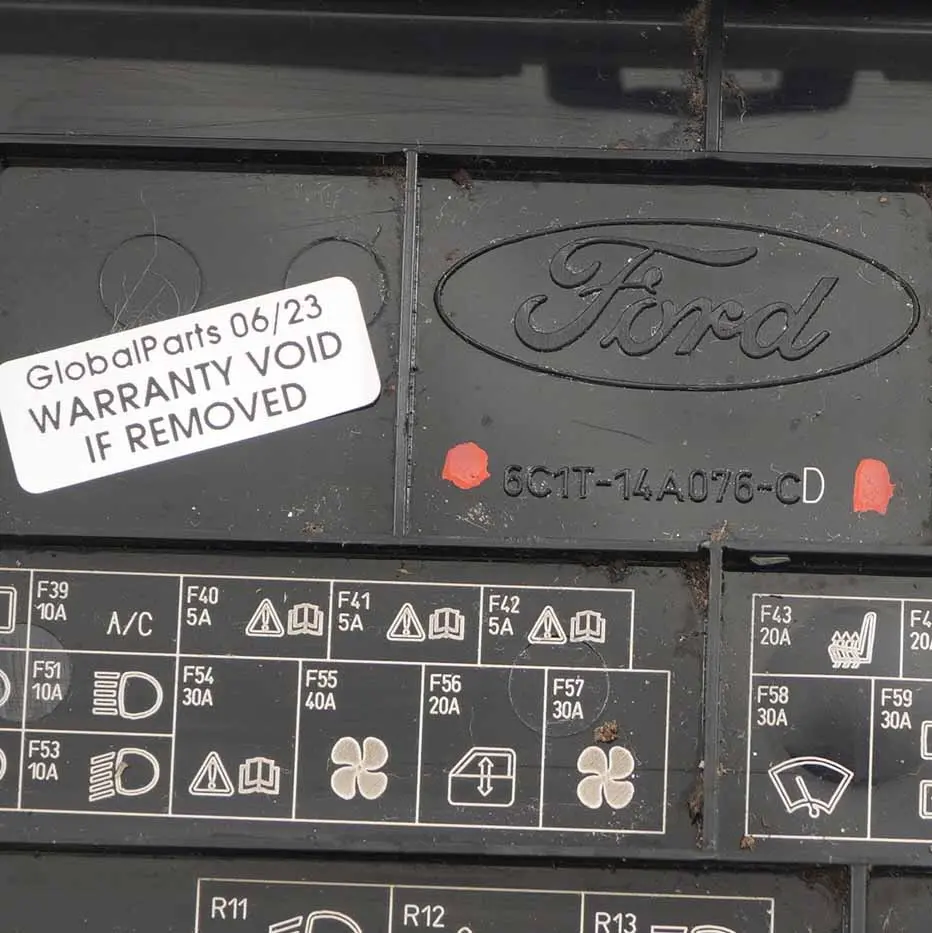 GlobalParts 06/23
WARRANTY VOID
IF REMOVED
Ford
6C1T-14A076-CD
F39
10A
A/C
F40
5A
F41
5A
F42
5A
F43
20A
20A
F51
10A
F54
30A
F55
40A
F56
20A
F57
30A
F58
30A
F59
30A
F53
10A
R11
R12
R13